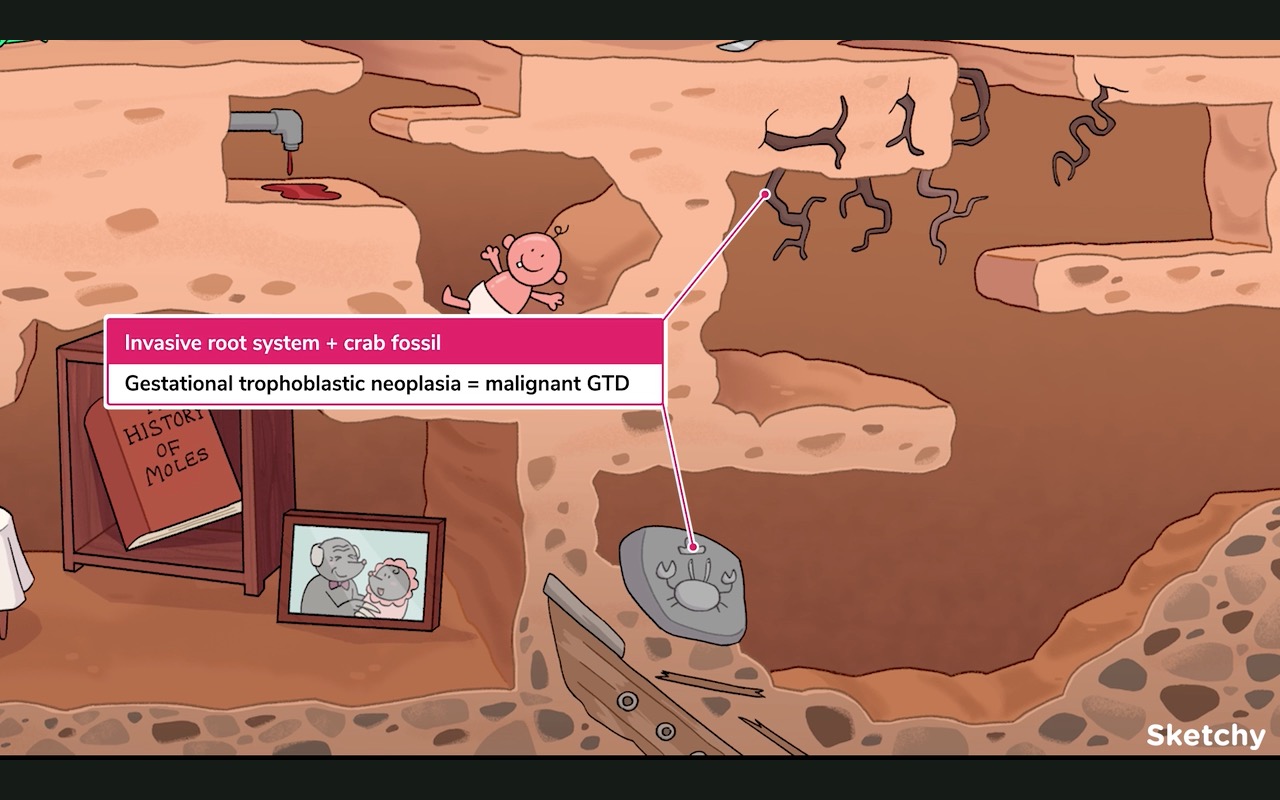 Invasive root system + crab fossil
Gestational trophoblastic neoplasia = malignant GTD
HISTORY
OF
MOLES
Sketchy